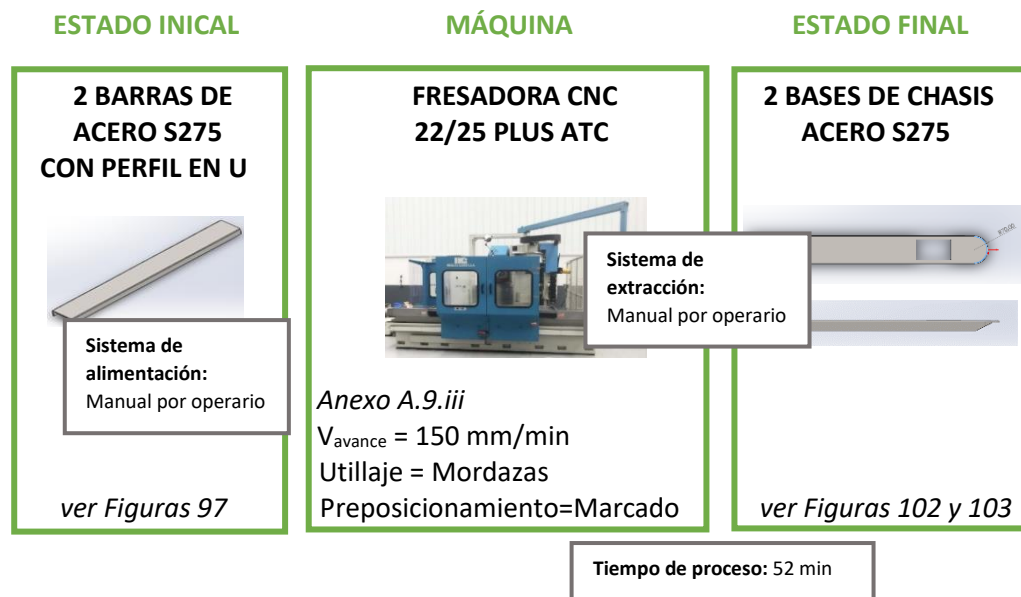 ESTADO INICAL
MÁQUINA
ESTADO FINAL
2 BARRAS DE
ACERO S275
CON PERFIL EN U
Sistema de
alimentación:
Manual por operario
ver Figuras 97
FRESADORA CNC
22/25 PLUS ATC
Sistema de
extracción:
Manual por operario
Anexo A.9.iii
Vavance = 150 mm/min
Utillaje = Mordazas
Preposicionamiento=Marcado
2 BASES DE CHASIS
ACERO S275
R70,00
ver Figuras 102 y 103
Tiempo de proceso: 52 min